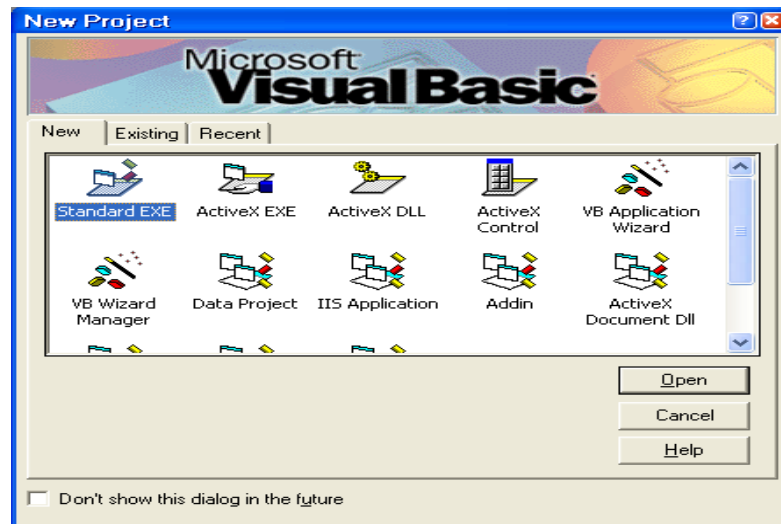 New Project
Microsoft
Visual Basic
New Existing Recent
Standard EXE ActiveX EXE ActiveX DLL ActiveX Control VB Application Wizard
VB Wizard Manager Data Project IIS Application Addin ActiveX Document Dll
Open
Cancel
Help
Don't show this dialog in the future